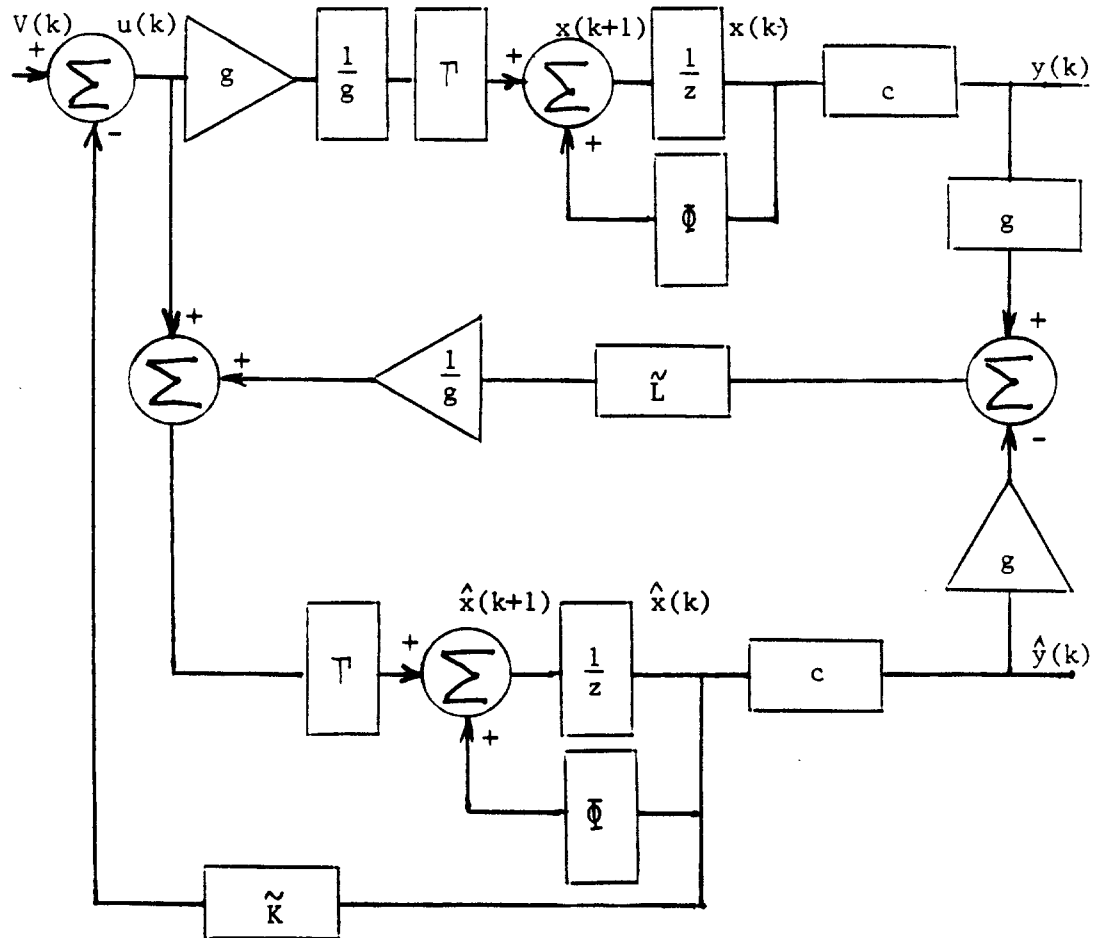 V(k) u(k) x(k+1) x(k)
+ Σ g 1/g Γ + Σ 1/z c y(k)
- +
Φ g
+ +
Σ + 1/g L̃ Σ
-
g
x̂(k+1) x̂(k)
Γ + Σ 1/z c ŷ(k)
+
Φ
K̃